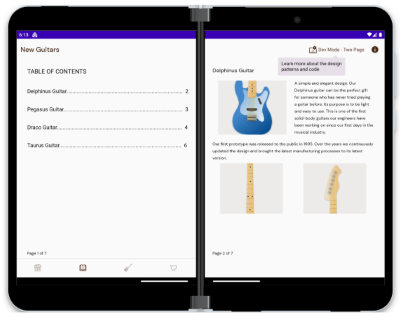 6:13
New Guitars
TABLE OF CONTENTS
Delphinus Guitar 2
Pegasus Guitar 3
Draco Guitar 4
Taurus Guitar 6
Page 1 of 7
Dev Mode - Two Page
Learn more about the design
patterns and code
Dolphinus Guitar
A simple and elegant design. Our
Delphinus guitar can be the perfect gift
for someone who has never tried playing
a guitar before. Its purpose is to be light
and easy to use. This is one of the first
solid body guitars our engineers have
been working on since our first steps in the
musical industry.
Our first prototype was released to the public in 1985. Over the years we continuously
updated the design and brought the latest manufacturing processes to its latest
version.
Page 2 of 7